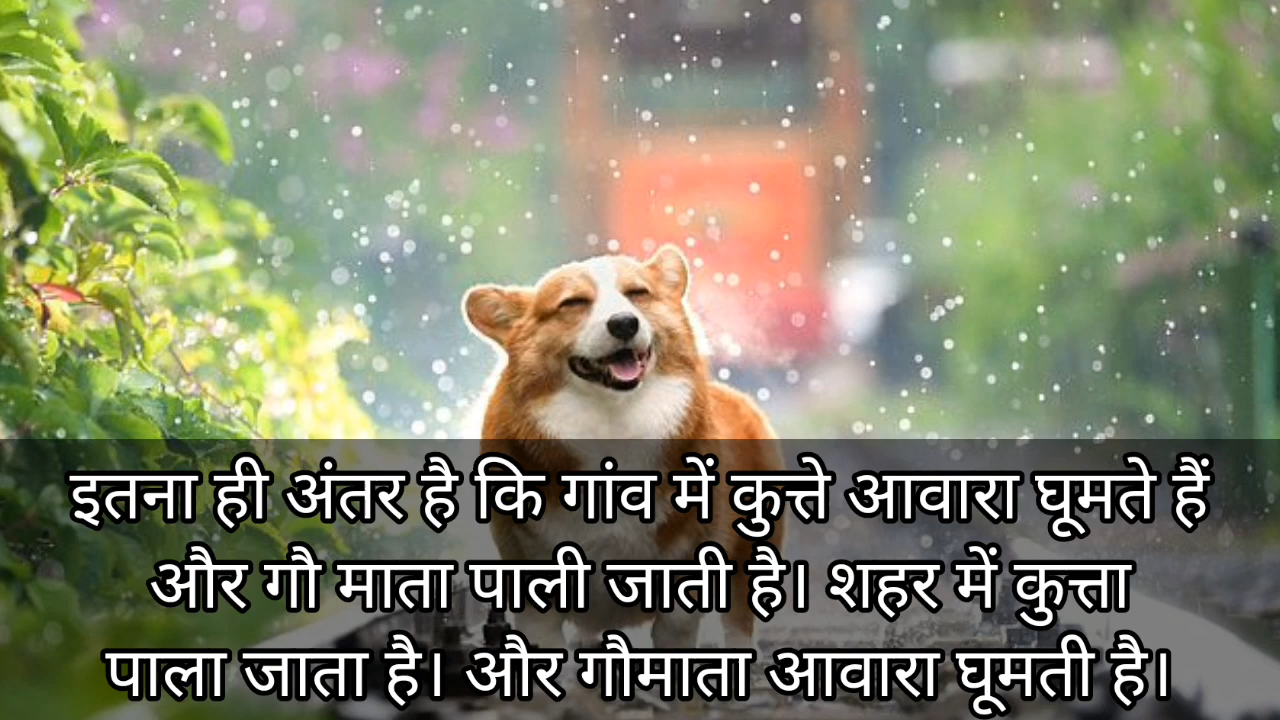 इतना ही अंतर है कि गांव में कुत्ते आवारा घूमते हैं
और गौ माता पाली जाती है। शहर में कुत्ता
पाला जाता है। और गौमाता आवारा घूमती है।